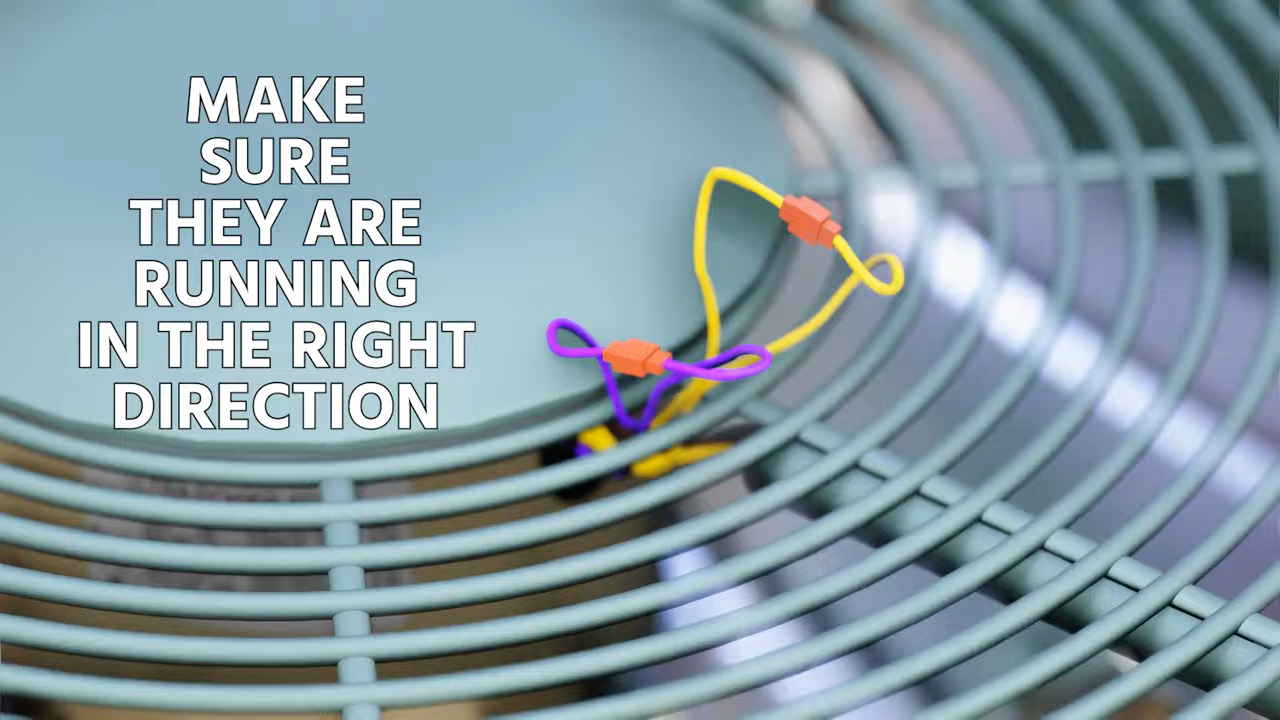 MAKE
SURE
THEY ARE
RUNNING
IN THE RIGHT
DIRECTION